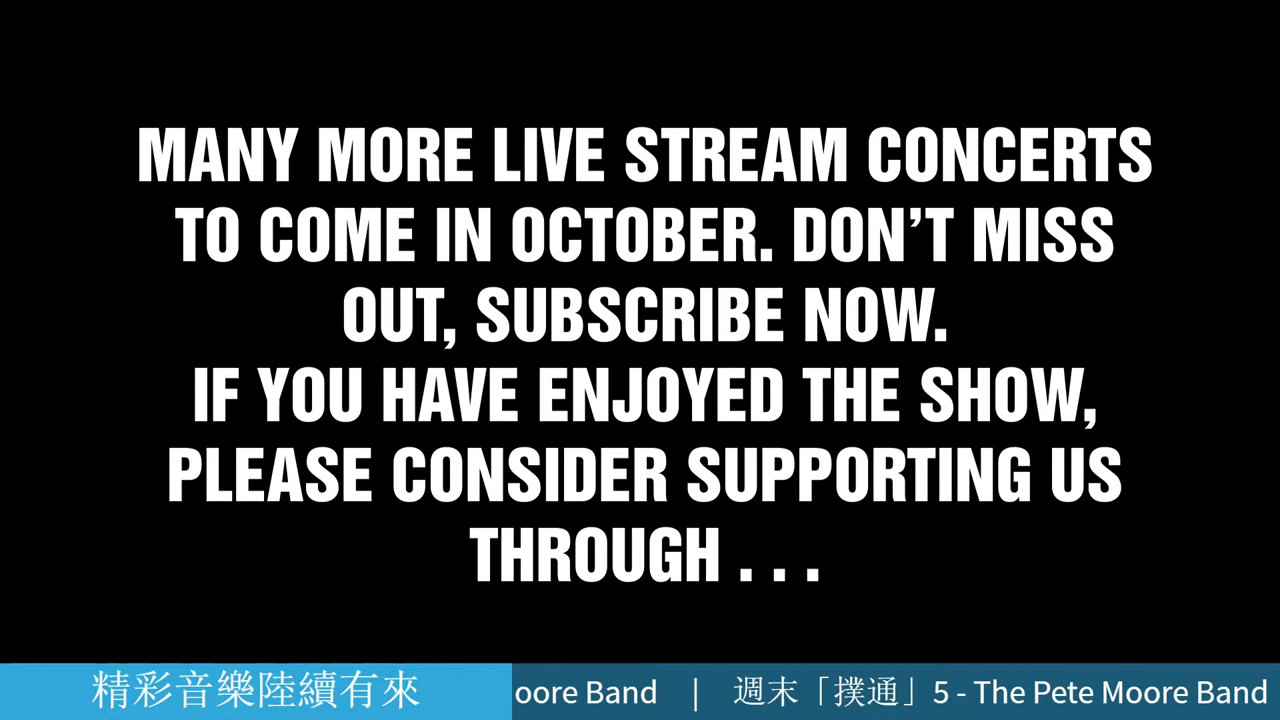 MANY MORE LIVE STREAM CONCERTS
TO COME IN OCTOBER. DON’T MISS
OUT, SUBSCRIBE NOW.
IF YOU HAVE ENJOYED THE SHOW,
PLEASE CONSIDER SUPPORTING US
THROUGH . . .
精彩音樂陸續有來
oore Band | 週末「撲通」5 - The Pete Moore Band